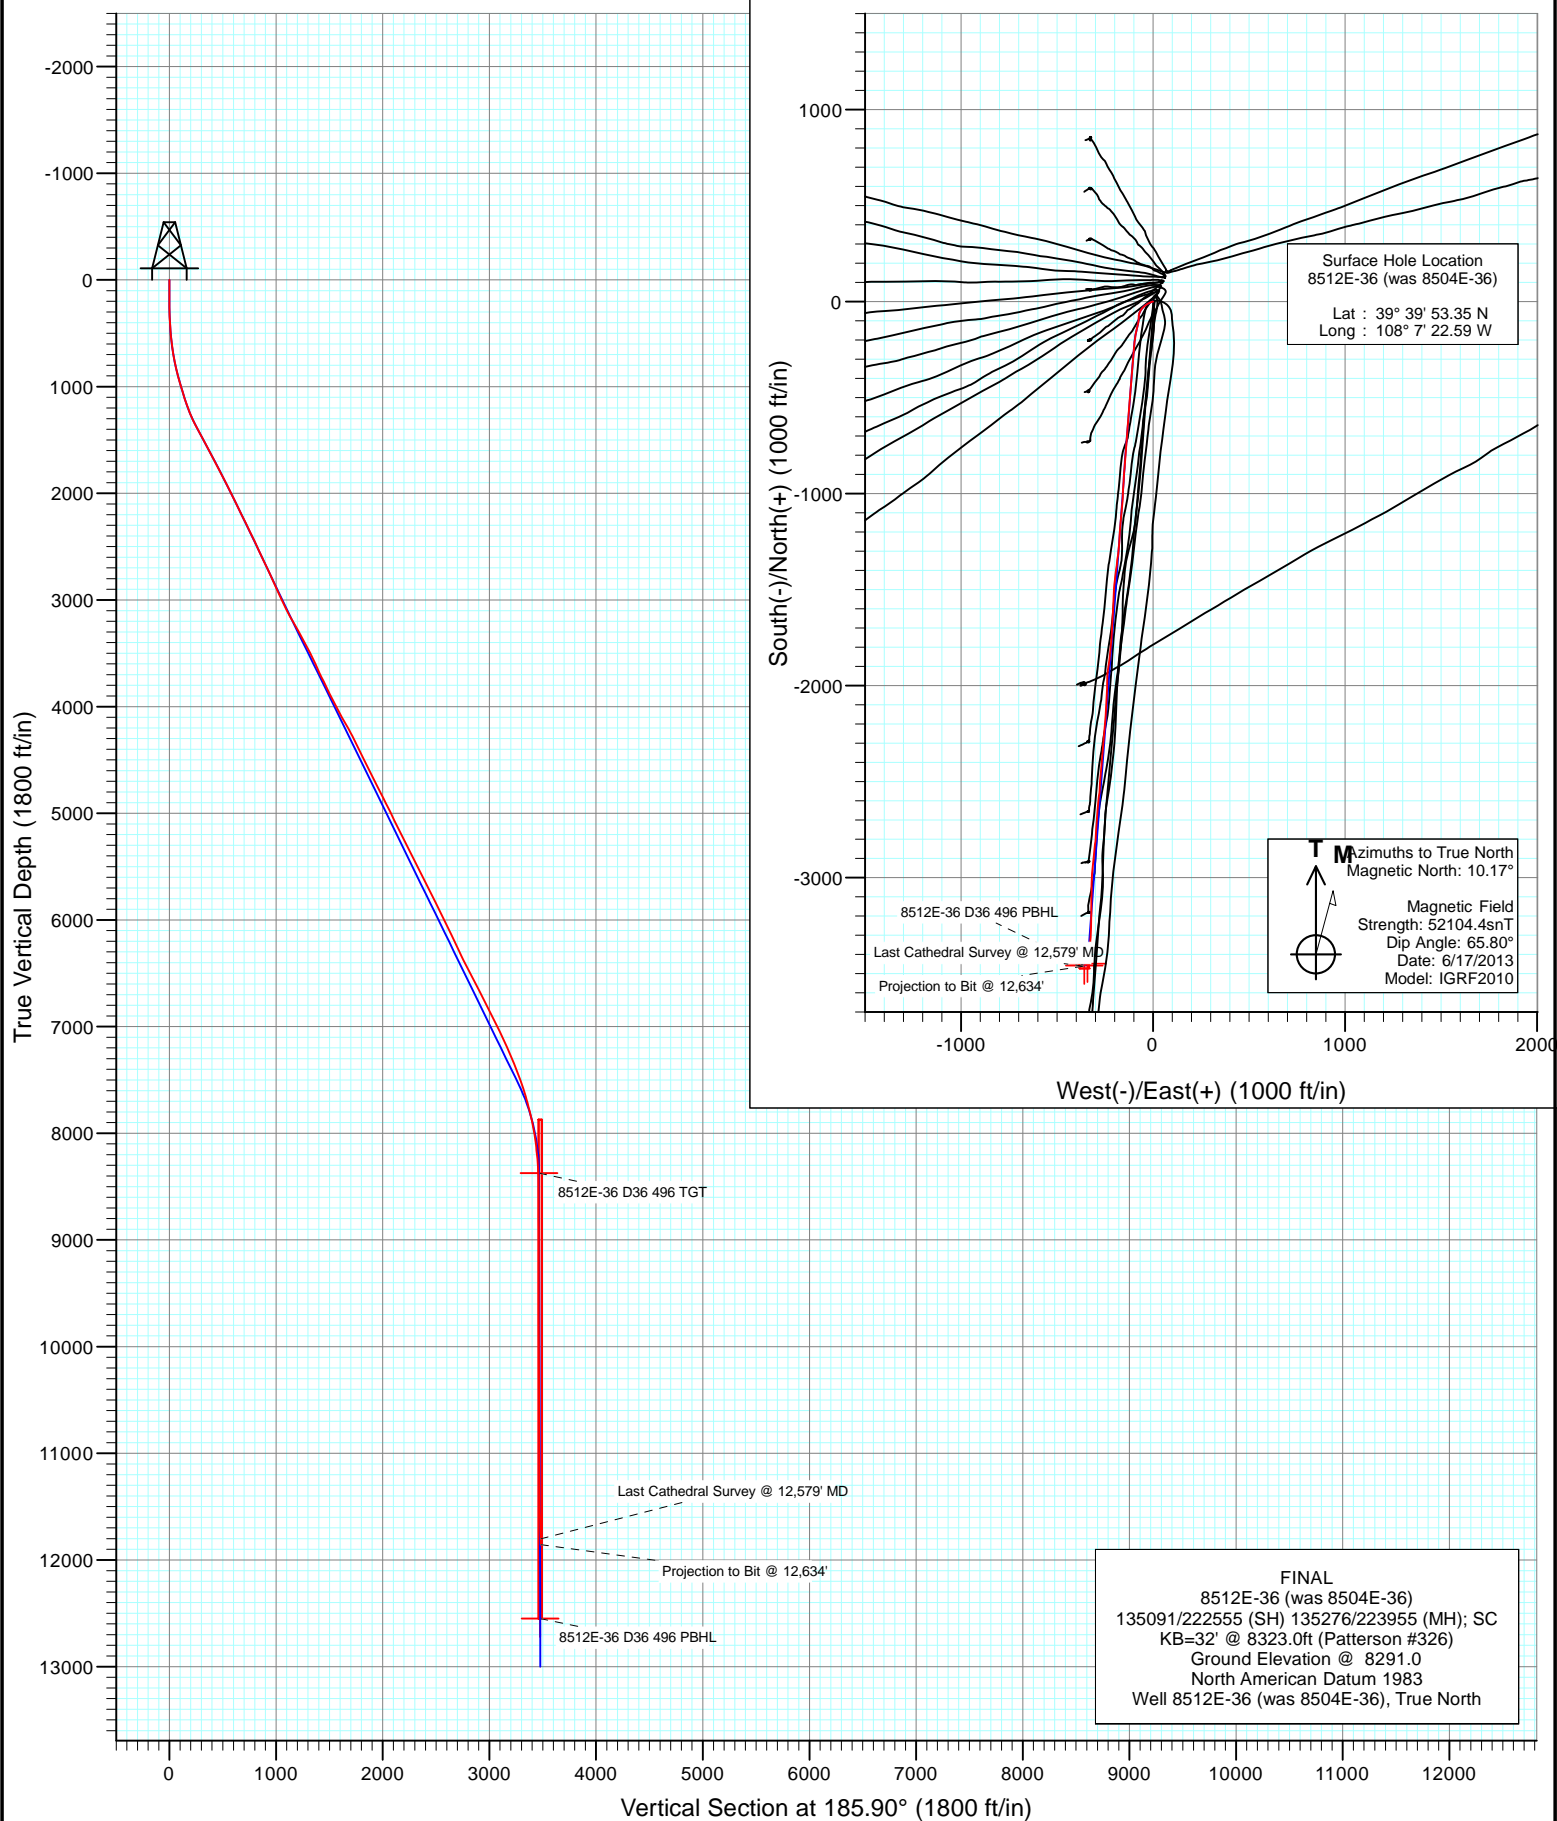 -2000
-1000
0
1000
2000
3000
4000
5000
6000
7000
8000
9000
10000
11000
12000
13000
True Vertical Depth (1800 ft/in)
0
1000
2000
3000
4000
5000
6000
7000
8000
9000
10000
11000
12000
Vertical Section at 185.90° (1800 ft/in)
8512E-36 D36 496 TGT
Last Cathedral Survey @ 12,579' MD
Projection to Bit @ 12,634'
8512E-36 D36 496 PBHL
1000
0
-1000
-2000
-3000
South(-)/North(+) (1000 ft/in)
-1000
0
1000
2000
West(-)/East(+) (1000 ft/in)
8512E-36 D36 496 PBHL
Last Cathedral Survey @ 12,579' MD
Projection to Bit @ 12,634'
Surface Hole Location
8512E-36 (was 8504E-36)
Lat : 39° 39' 53.35 N
Long : 108° 7' 22.59 W
T M
Azimuths to True North
Magnetic North: 10.17°
Magnetic Field
Strength: 52104.4snT
Dip Angle: 65.80°
Date: 6/17/2013
Model: IGRF2010
FINAL
8512E-36 (was 8504E-36)
135091/222555 (SH) 135276/223955 (MH); SC
KB=32' @ 8323.0ft (Patterson #326)
Ground Elevation @ 8291.0
North American Datum 1983
Well 8512E-36 (was 8504E-36), True North